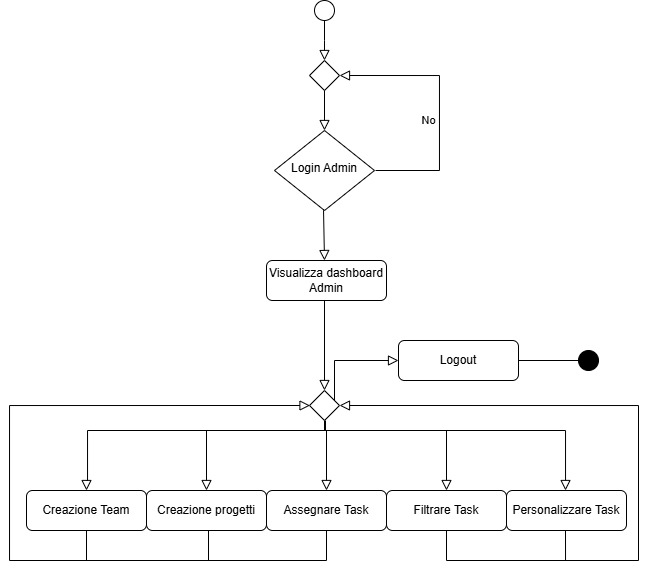 No
Login Admin
Visualizza dashboard
Admin
Logout
Creazione Team
Creazione progetti
Assegnare Task
Filtrare Task
Personalizzare Task